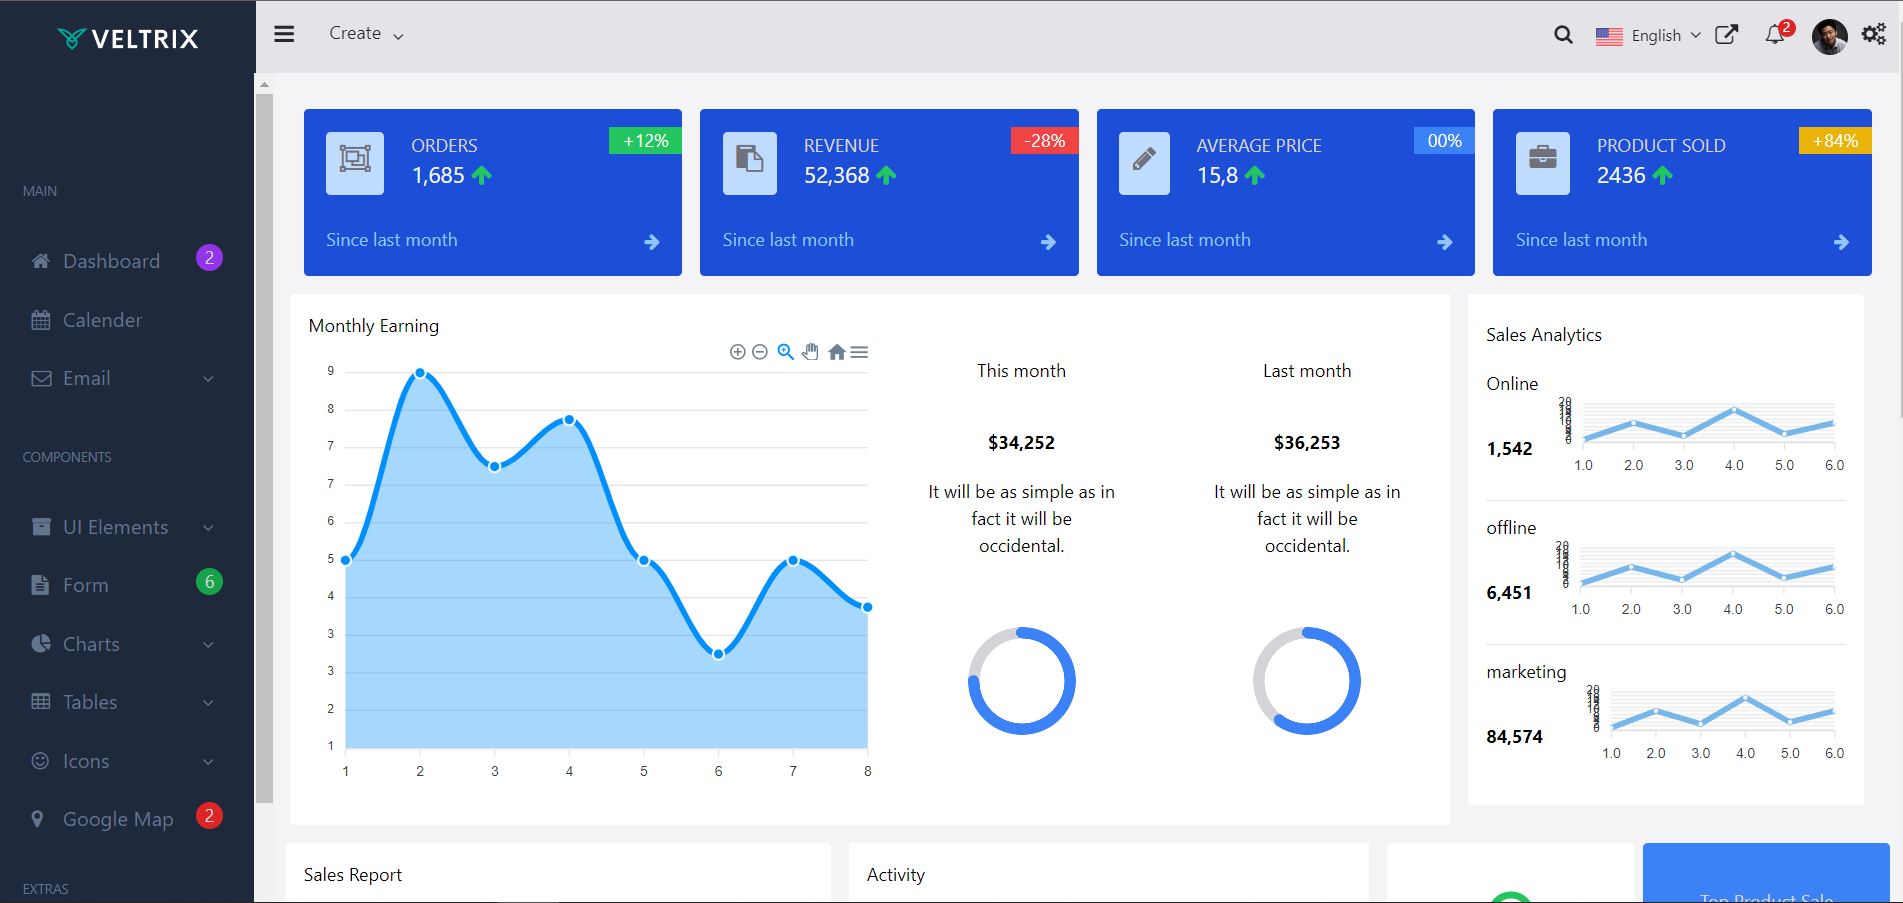 VELTRIX
Create
English
2
MAIN
Dashboard 2
Calender
Email
COMPONENTS
UI Elements
Form 6
Charts
Tables
Icons
Google Map 2
EXTRAS
ORDERS +12%
1,685
Since last month
REVENUE -28%
52,368
Since last month
AVERAGE PRICE 00%
15,8
Since last month
PRODUCT SOLD +84%
2436
Since last month
Monthly Earning
9
8
7
7
6
5
4
3
3
2
1
1 2 3 4 5 6 7 8
This month
$34,252
It will be as simple as in
fact it will be
occidental.
Last month
$36,253
It will be as simple as in
fact it will be
occidental.
Sales Analytics
Online
1,542
20
0
1.0 2.0 3.0 4.0 5.0 6.0
offline
6,451
20
0
1.0 2.0 3.0 4.0 5.0 6.0
marketing
84,574
20
0
1.0 2.0 3.0 4.0 5.0 6.0
Sales Report
Activity
Top Product Sale